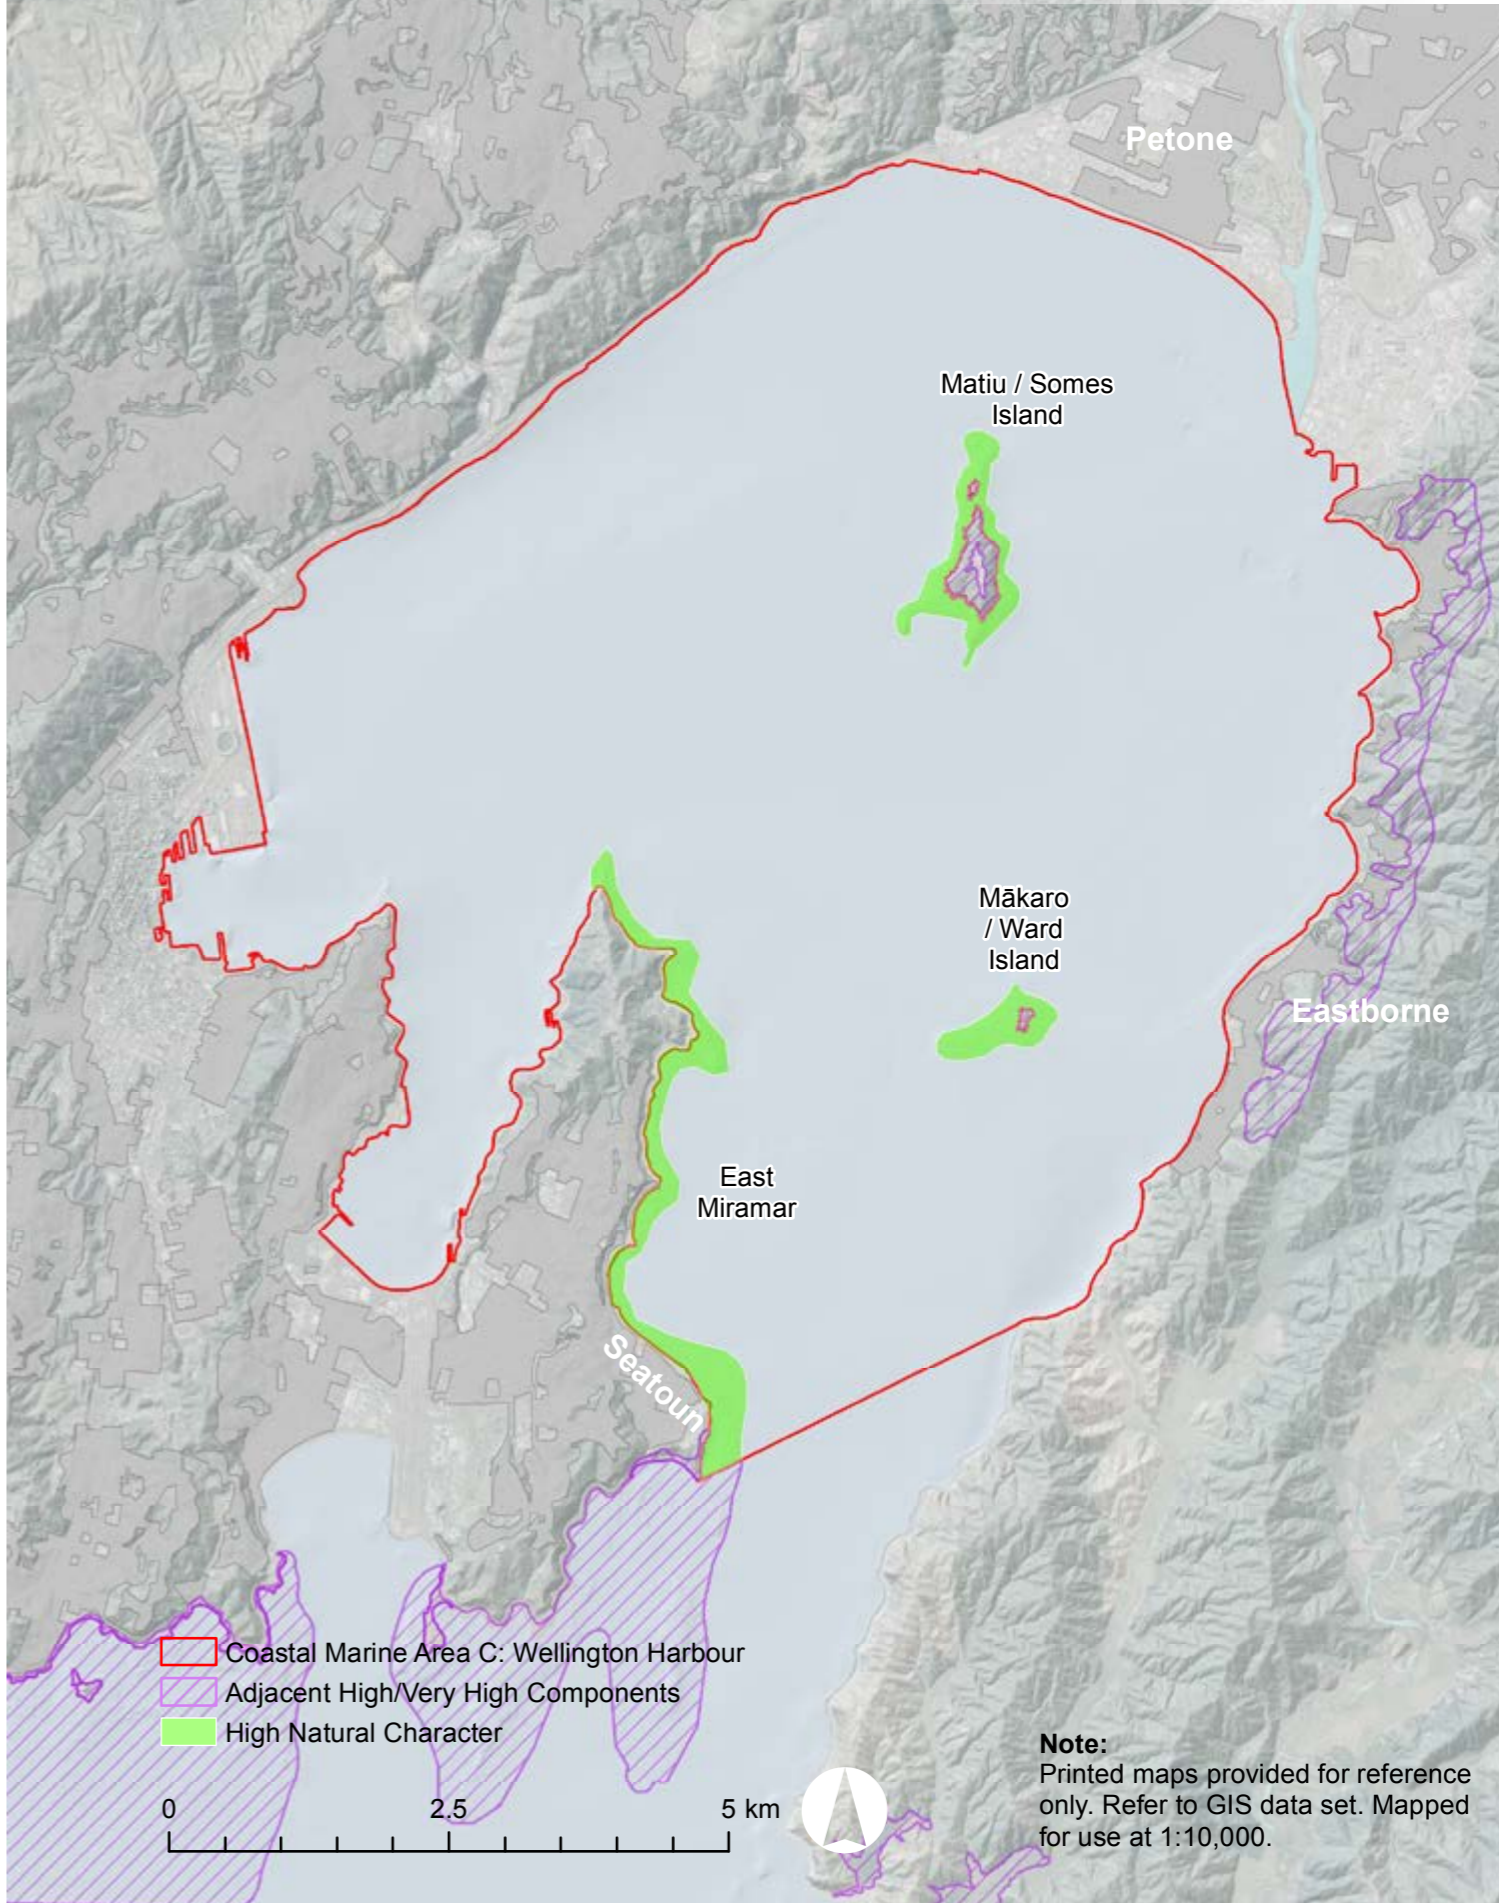 Petone
Matiu / Somes
Island
Mākaro
/ Ward
Island
Eastborne
East
Miramar
Seatoun
Coastal Marine Area C: Wellington Harbour
Adjacent High/Very High Components
High Natural Character
0 2.5 5 km
Note:
Printed maps provided for reference
only. Refer to GIS data set. Mapped
for use at 1:10,000.